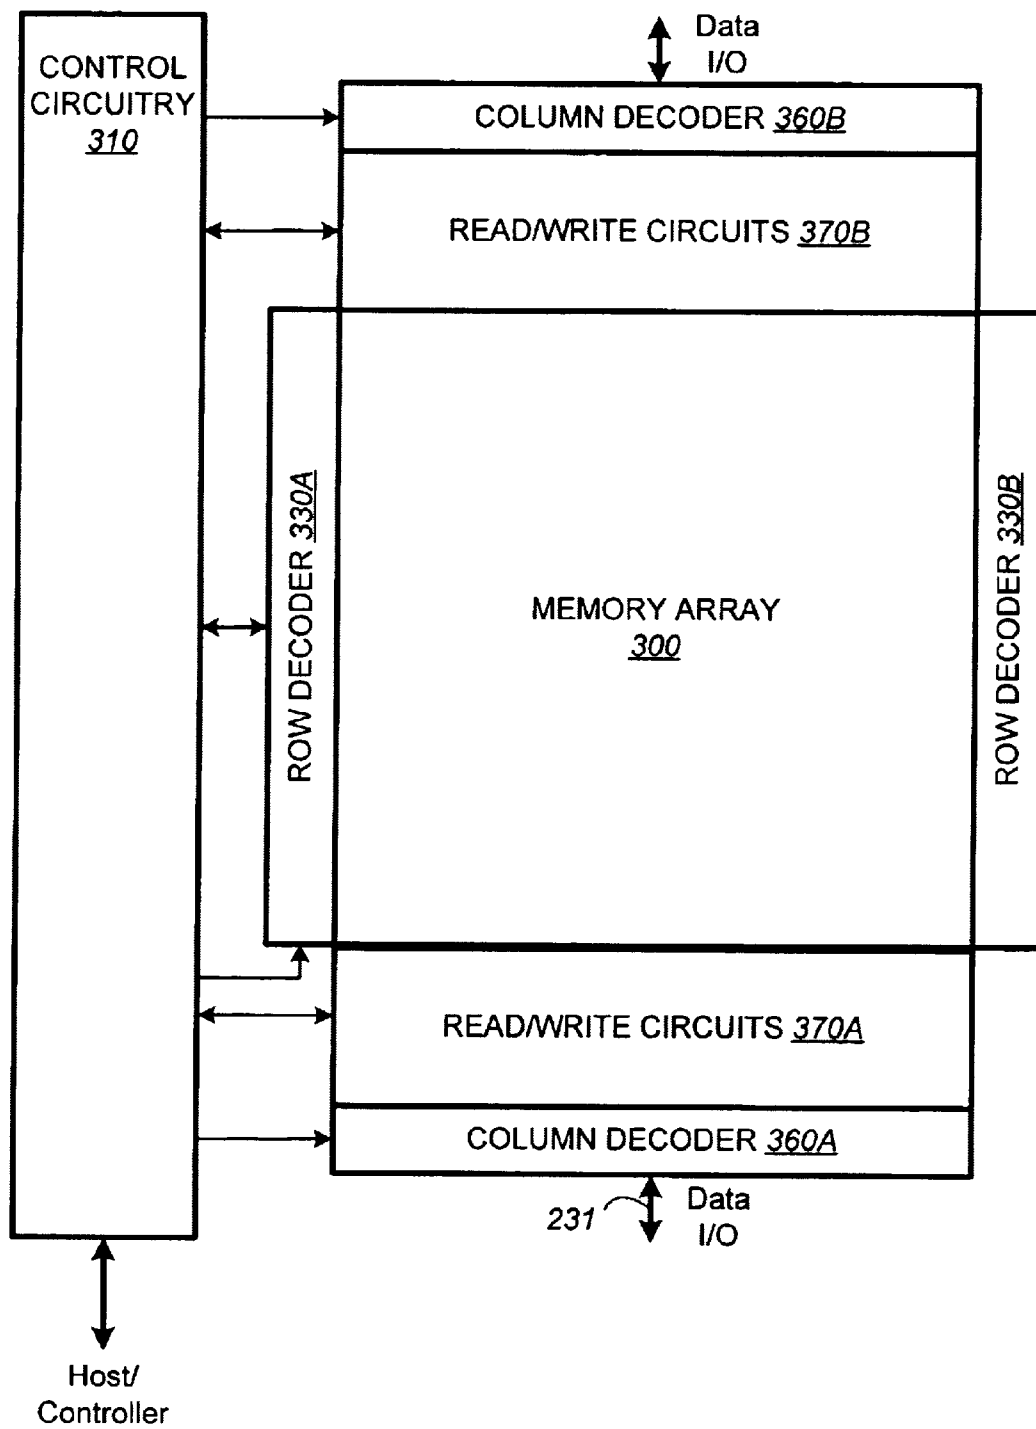 CONTROL
CIRCUITRY
310
Data
I/O
COLUMN DECODER 360B
READ/WRITE CIRCUITS 370B
ROW DECODER 330A
MEMORY ARRAY
300
ROW DECODER 330B
READ/WRITE CIRCUITS 370A
COLUMN DECODER 360A
231
Data
I/O
Host/
Controller